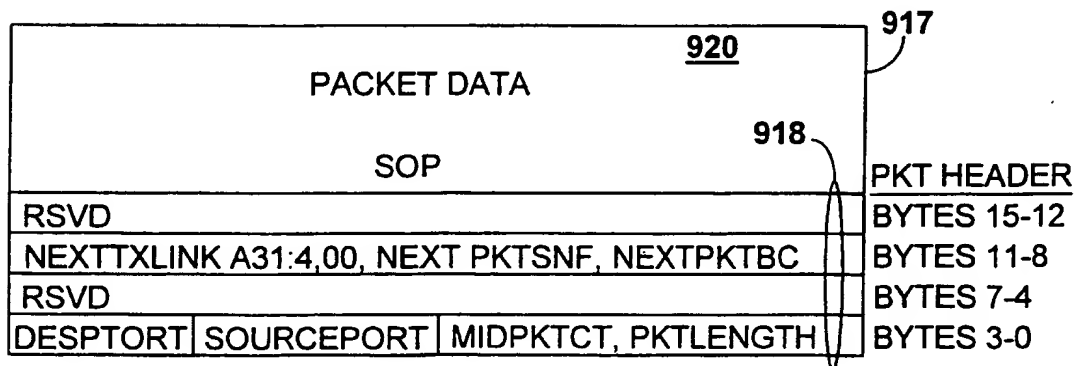 917
920
PACKET DATA
918
SOP
PKT HEADER
RSVD BYTES 15-12
NEXTTXLINK A31:4,00, NEXT PKTSNF, NEXTPKTBC BYTES 11-8
RSVD BYTES 7-4
DESPTORT SOURCEPORT MIDPKTCT, PKTLENGTH BYTES 3-0